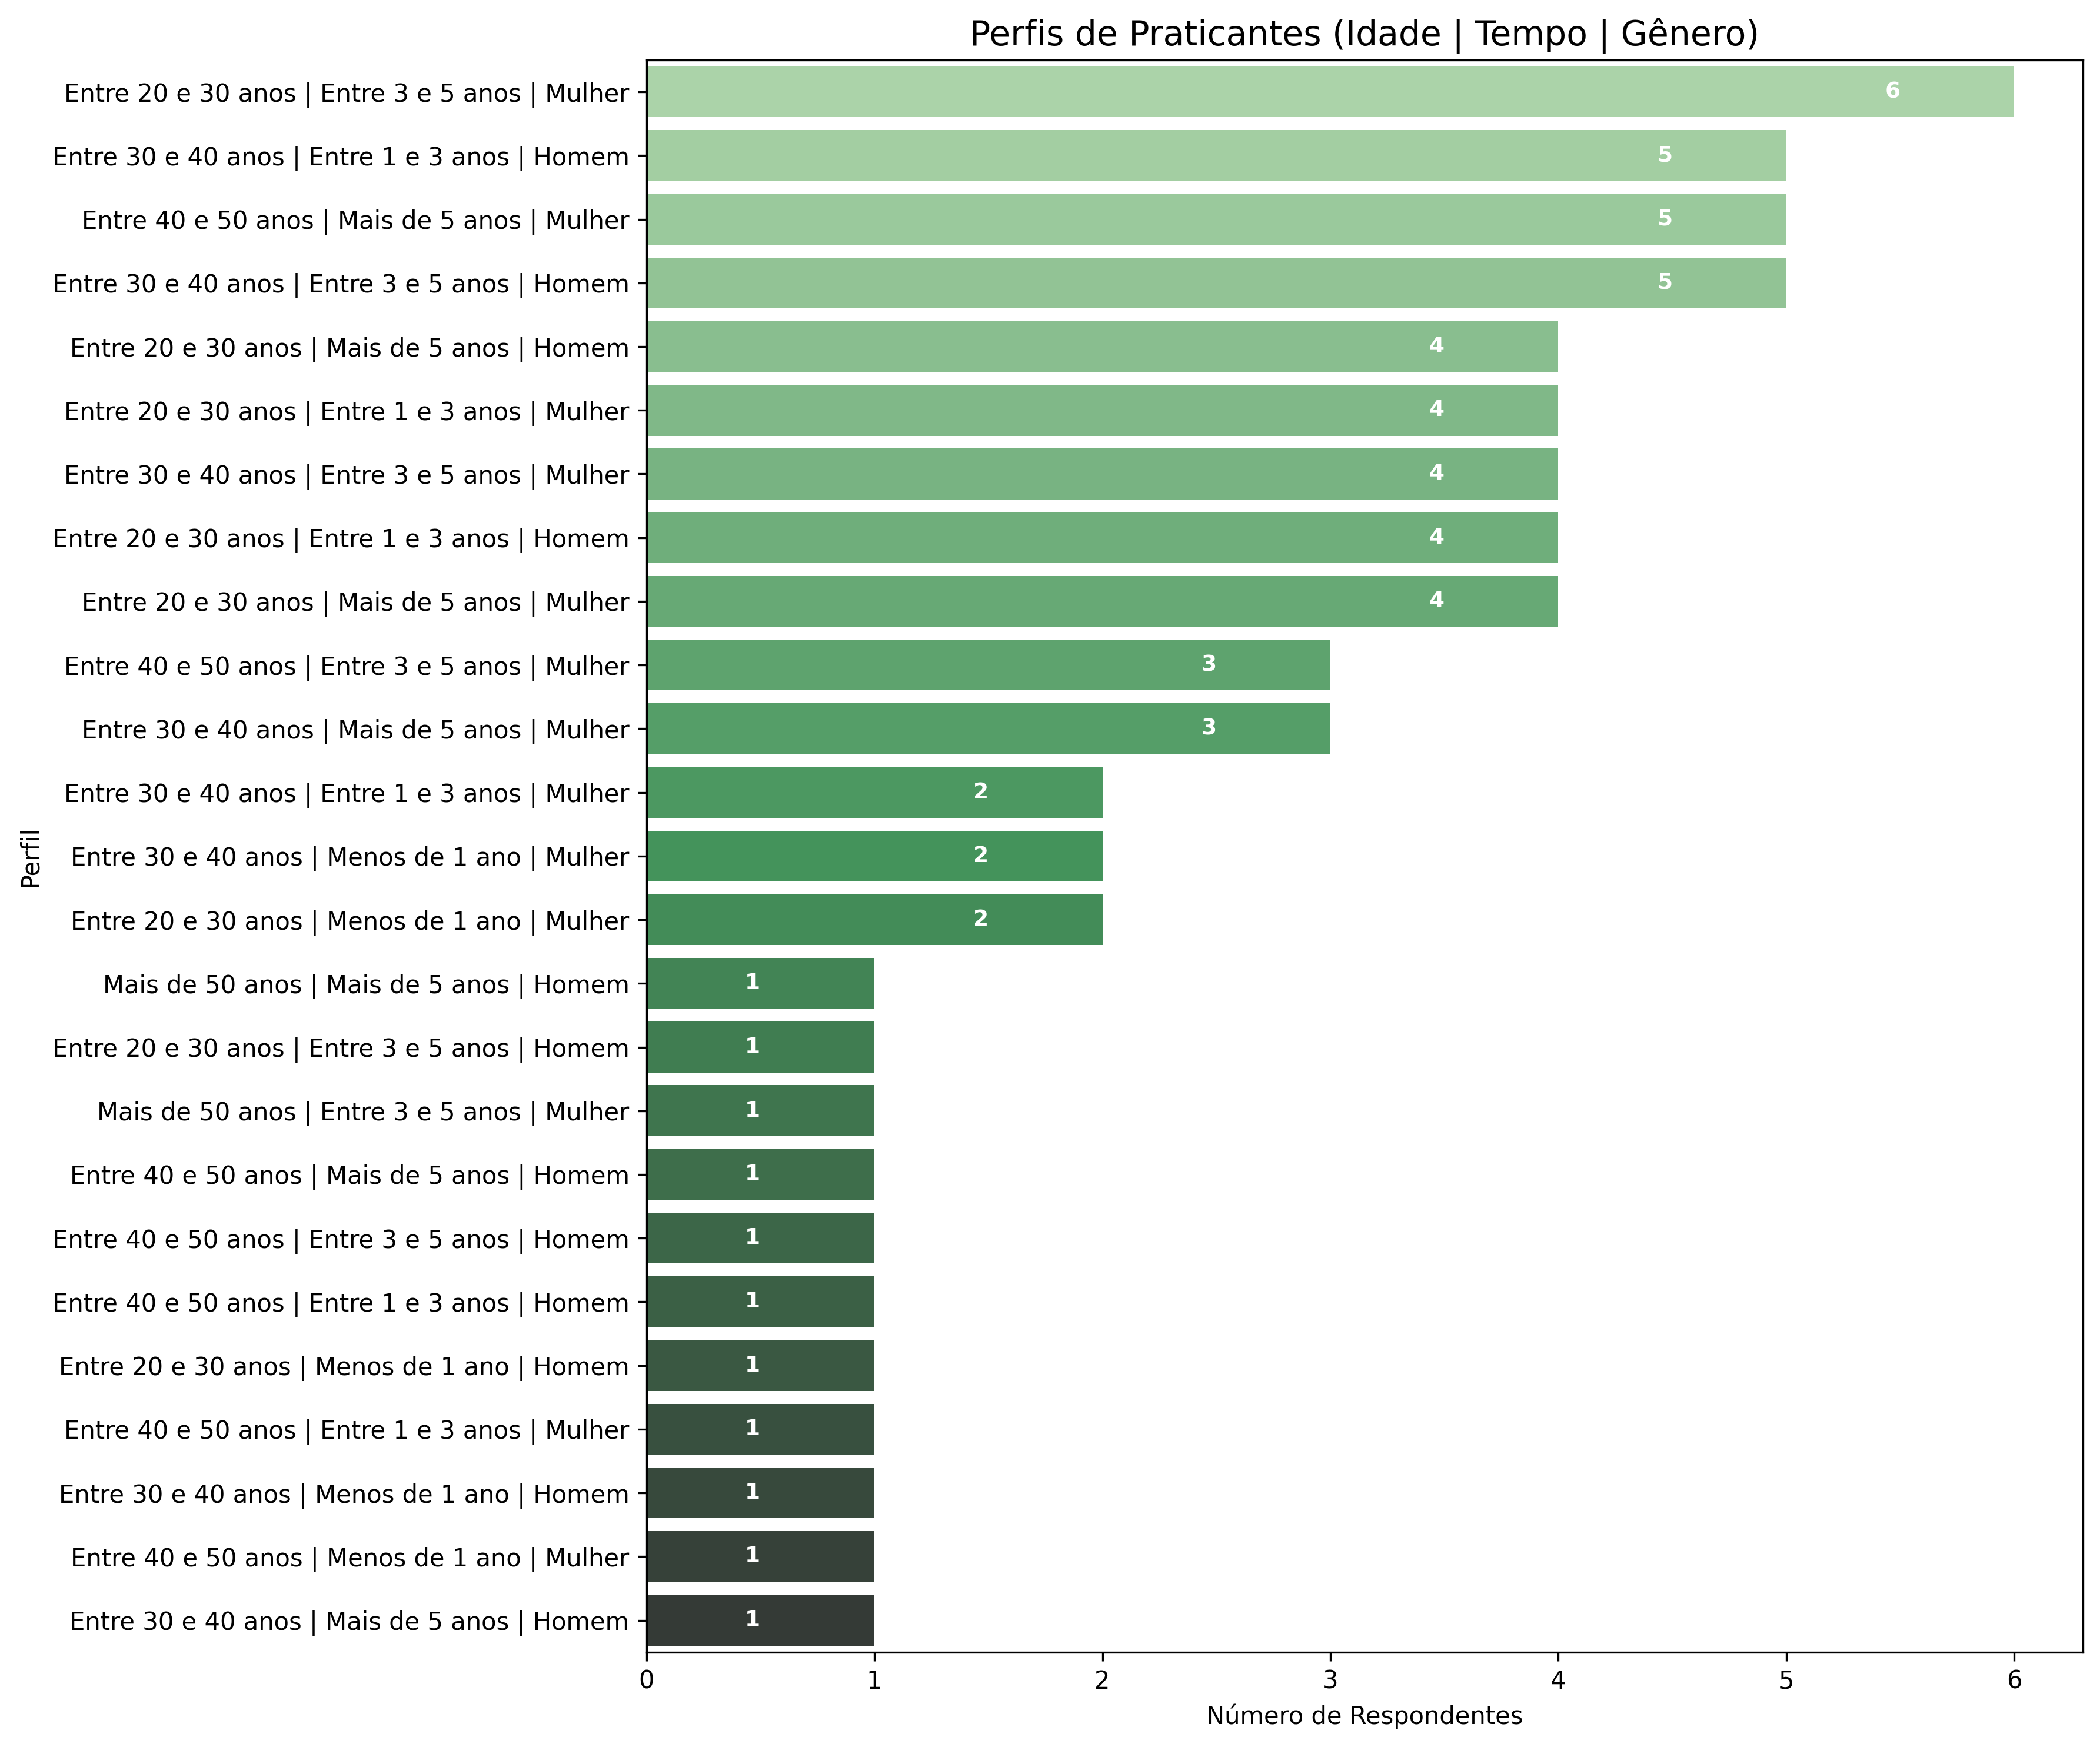 Perfis de Praticantes (Idade | Tempo | Gênero)
Entre 20 e 30 anos | Entre 3 e 5 anos | Mulher 6
Entre 30 e 40 anos | Entre 1 e 3 anos | Homem 5
Entre 40 e 50 anos | Mais de 5 anos | Mulher 5
Entre 30 e 40 anos | Entre 3 e 5 anos | Homem 5
Entre 20 e 30 anos | Mais de 5 anos | Homem 4
Entre 20 e 30 anos | Entre 1 e 3 anos | Mulher 4
Entre 30 e 40 anos | Entre 3 e 5 anos | Mulher 4
Entre 20 e 30 anos | Entre 1 e 3 anos | Homem 4
Entre 20 e 30 anos | Mais de 5 anos | Mulher 4
Entre 40 e 50 anos | Entre 3 e 5 anos | Mulher 3
Entre 30 e 40 anos | Mais de 5 anos | Mulher 3
Entre 30 e 40 anos | Entre 1 e 3 anos | Mulher 2
Entre 30 e 40 anos | Menos de 1 ano | Mulher 2
Entre 20 e 30 anos | Menos de 1 ano | Mulher 2
Mais de 50 anos | Mais de 5 anos | Homem 1
Entre 20 e 30 anos | Entre 3 e 5 anos | Homem 1
Mais de 50 anos | Entre 3 e 5 anos | Mulher 1
Entre 40 e 50 anos | Mais de 5 anos | Homem 1
Entre 40 e 50 anos | Entre 3 e 5 anos | Homem 1
Entre 40 e 50 anos | Entre 1 e 3 anos | Homem 1
Entre 20 e 30 anos | Menos de 1 ano | Homem 1
Entre 40 e 50 anos | Entre 1 e 3 anos | Mulher 1
Entre 30 e 40 anos | Menos de 1 ano | Homem 1
Entre 40 e 50 anos | Menos de 1 ano | Mulher 1
Entre 30 e 40 anos | Mais de 5 anos | Homem 1
Perfil
0 1 2 3 4 5 6
Número de Respondentes